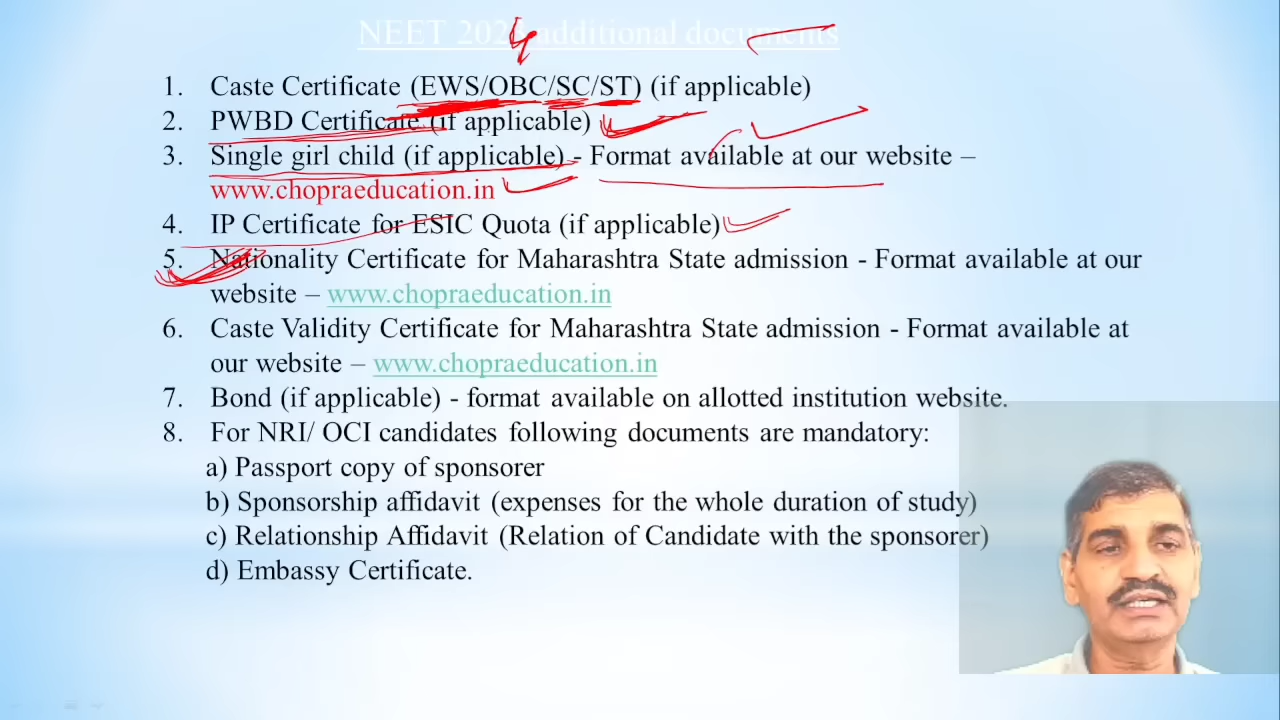 NEET 202 additional documents
4
1. Caste Certificate (EWS/OBC/SC/ST) (if applicable)
2. PWBD Certificate (if applicable)
3. Single girl child (if applicable) - Format available at our website –
www.chopraeducation.in
4. IP Certificate for ESIC Quota (if applicable)
5. Nationality Certificate for Maharashtra State admission - Format available at our
website – www.chopraeducation.in
6. Caste Validity Certificate for Maharashtra State admission - Format available at
our website – www.chopraeducation.in
7. Bond (if applicable) - format available on allotted institution website.
8. For NRI/ OCI candidates following documents are mandatory:
a) Passport copy of sponsorer
b) Sponsorship affidavit (expenses for the whole duration of study)
c) Relationship Affidavit (Relation of Candidate with the sponsorer)
d) Embassy Certificate.